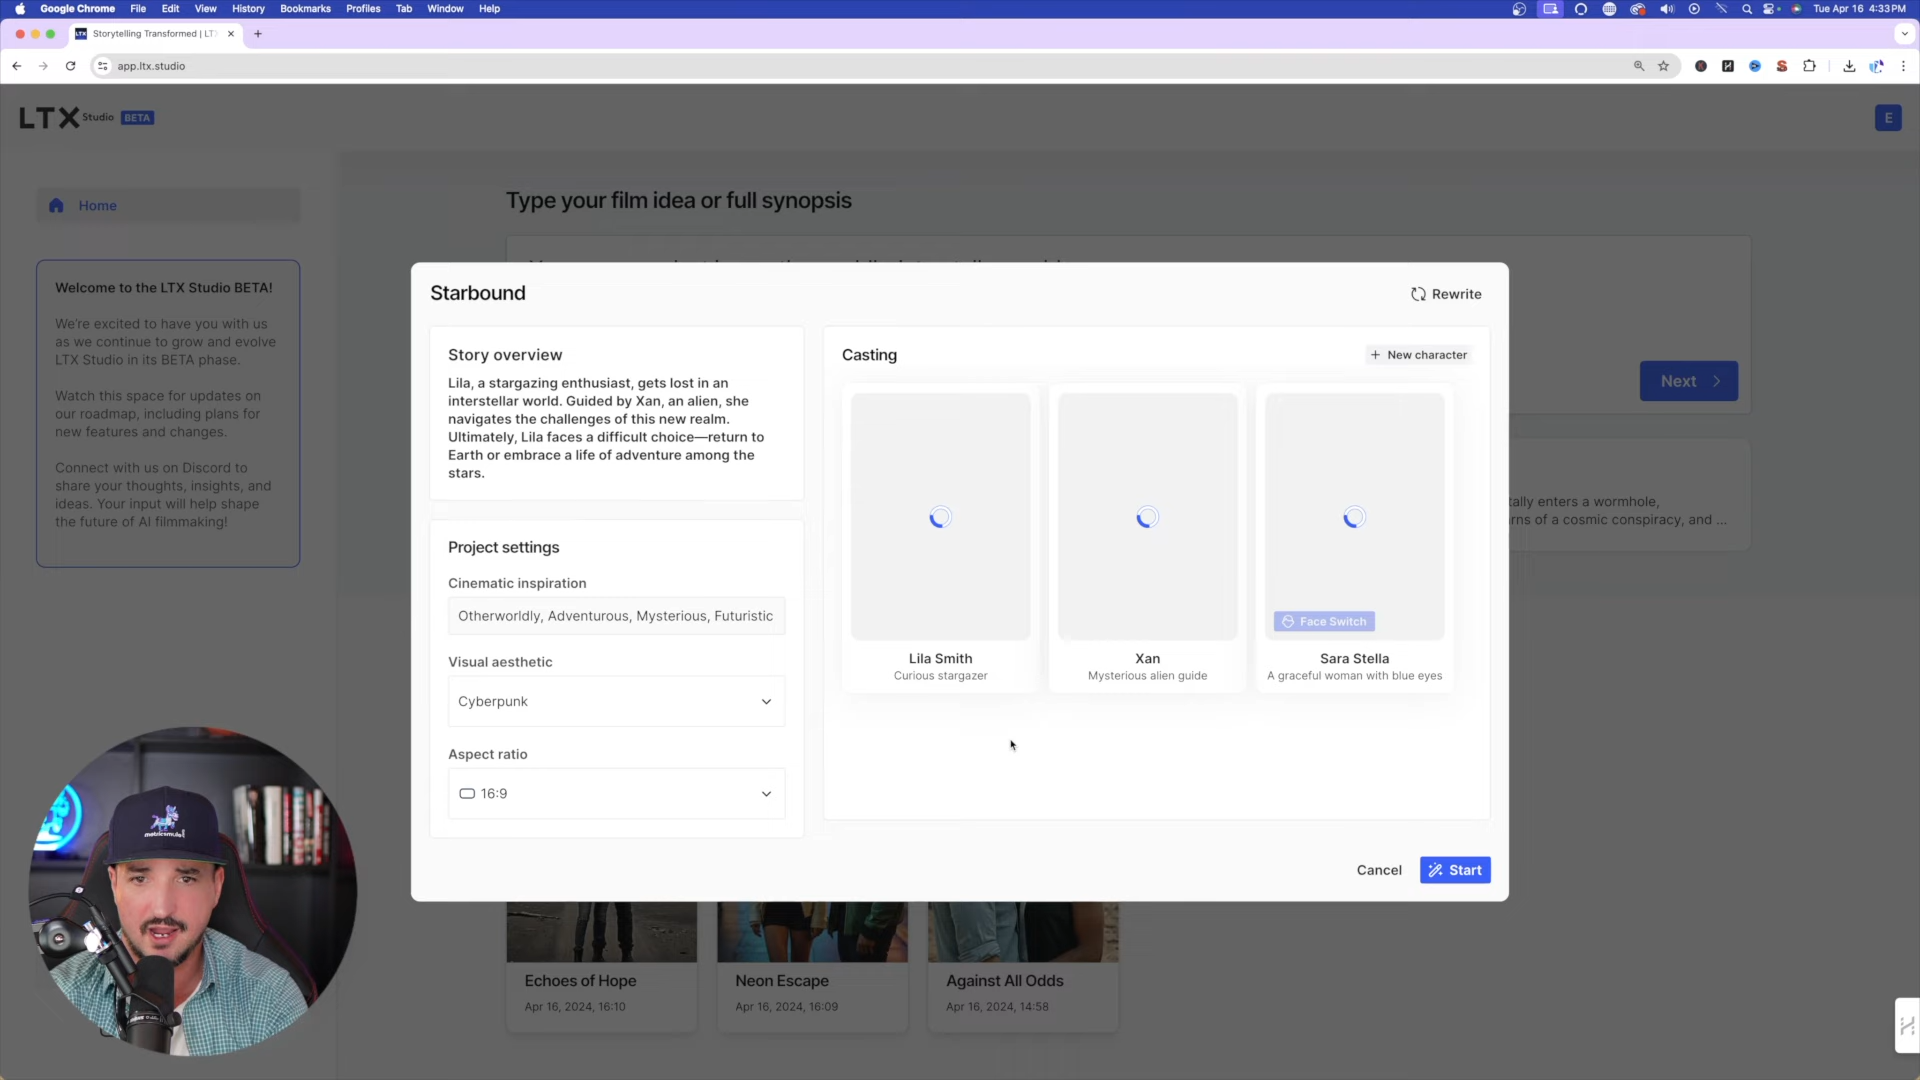 Google Chrome File Edit View History Bookmarks Profiles Tab Window Help
Tue Apr 16 4:33 PM
Storytelling Transformed | LT
app.ltx.studio
LTX Studio BETA
E
Home
Type your film idea or full synopsis
Welcome to the LTX Studio BETA!
We're excited to have you with us
as we continue to grow and evolve
LTX Studio in its BETA phase.
Watch this space for updates on
our roadmap, including plans for
new features and changes.
Connect with us on Discord to
share your thoughts, insights, and
ideas. Your input will help shape
the future of AI filmmaking!
Next
tally enters a wormhole,
rns of a cosmic conspiracy, and ...
Starbound
Rewrite
Story overview
Lila, a stargazing enthusiast, gets lost in an
interstellar world. Guided by Xan, an alien, she
navigates the challenges of this new realm.
Ultimately, Lila faces a difficult choice—return to
Earth or embrace a life of adventure among the
stars.
Project settings
Cinematic inspiration
Otherworldly, Adventurous, Mysterious, Futuristic
Visual aesthetic
Cyberpunk
Aspect ratio
16:9
Casting
+ New character
Face Switch
Lila Smith
Curious stargazer
Xan
Mysterious alien guide
Sara Stella
A graceful woman with blue eyes
Cancel
Start
Echoes of Hope
Apr 16, 2024, 16:10
Neon Escape
Apr 16, 2024, 16:09
Against All Odds
Apr 16, 2024, 14:58
metricsmule